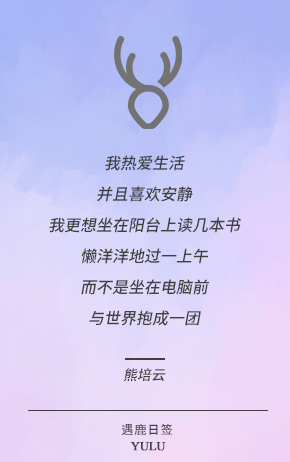 我热爱生活
并且喜欢安静
我更想坐在阳台上读几本书
懒洋洋地过一上午
而不是坐在电脑前
与世界抱成一团
熊培云
遇鹿日签
YULU